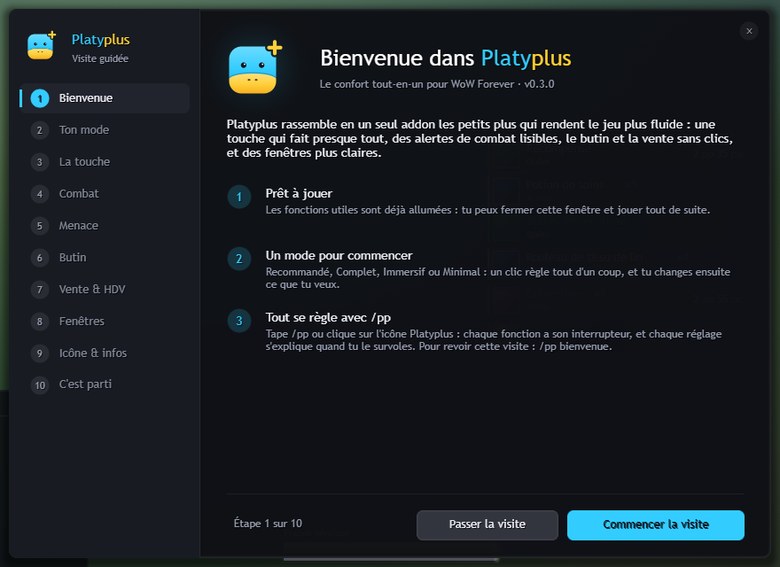 Platyplus
Visite guidée
1 Bienvenue
2 Ton mode
3 La touche
4 Combat
5 Menace
6 Butin
7 Vente & HDV
8 Fenêtres
9 Icône & infos
10 C'est parti
×
Bienvenue dans Platyplus
Le confort tout-en-un pour WoW Forever · v0.3.0
Platyplus rassemble en un seul addon les petits plus qui rendent le jeu plus fluide : une
touche qui fait presque tout, des alertes de combat lisibles, le butin et la vente sans clics,
et des fenêtres plus claires.
1 Prêt à jouer
Les fonctions utiles sont déjà allumées : tu peux fermer cette fenêtre et jouer tout de suite.
2 Un mode pour commencer
Recommandé, Complet, Immersif ou Minimal : un clic règle tout d'un coup, et tu changes ensuite
ce que tu veux.
3 Tout se règle avec /pp
Tape /pp ou clique sur l'icône Platyplus : chaque fonction a son interrupteur, et chaque réglage
s'explique quand tu le survoles. Pour revoir cette visite : /pp bienvenue.
Étape 1 sur 10
Passer la visite
Commencer la visite